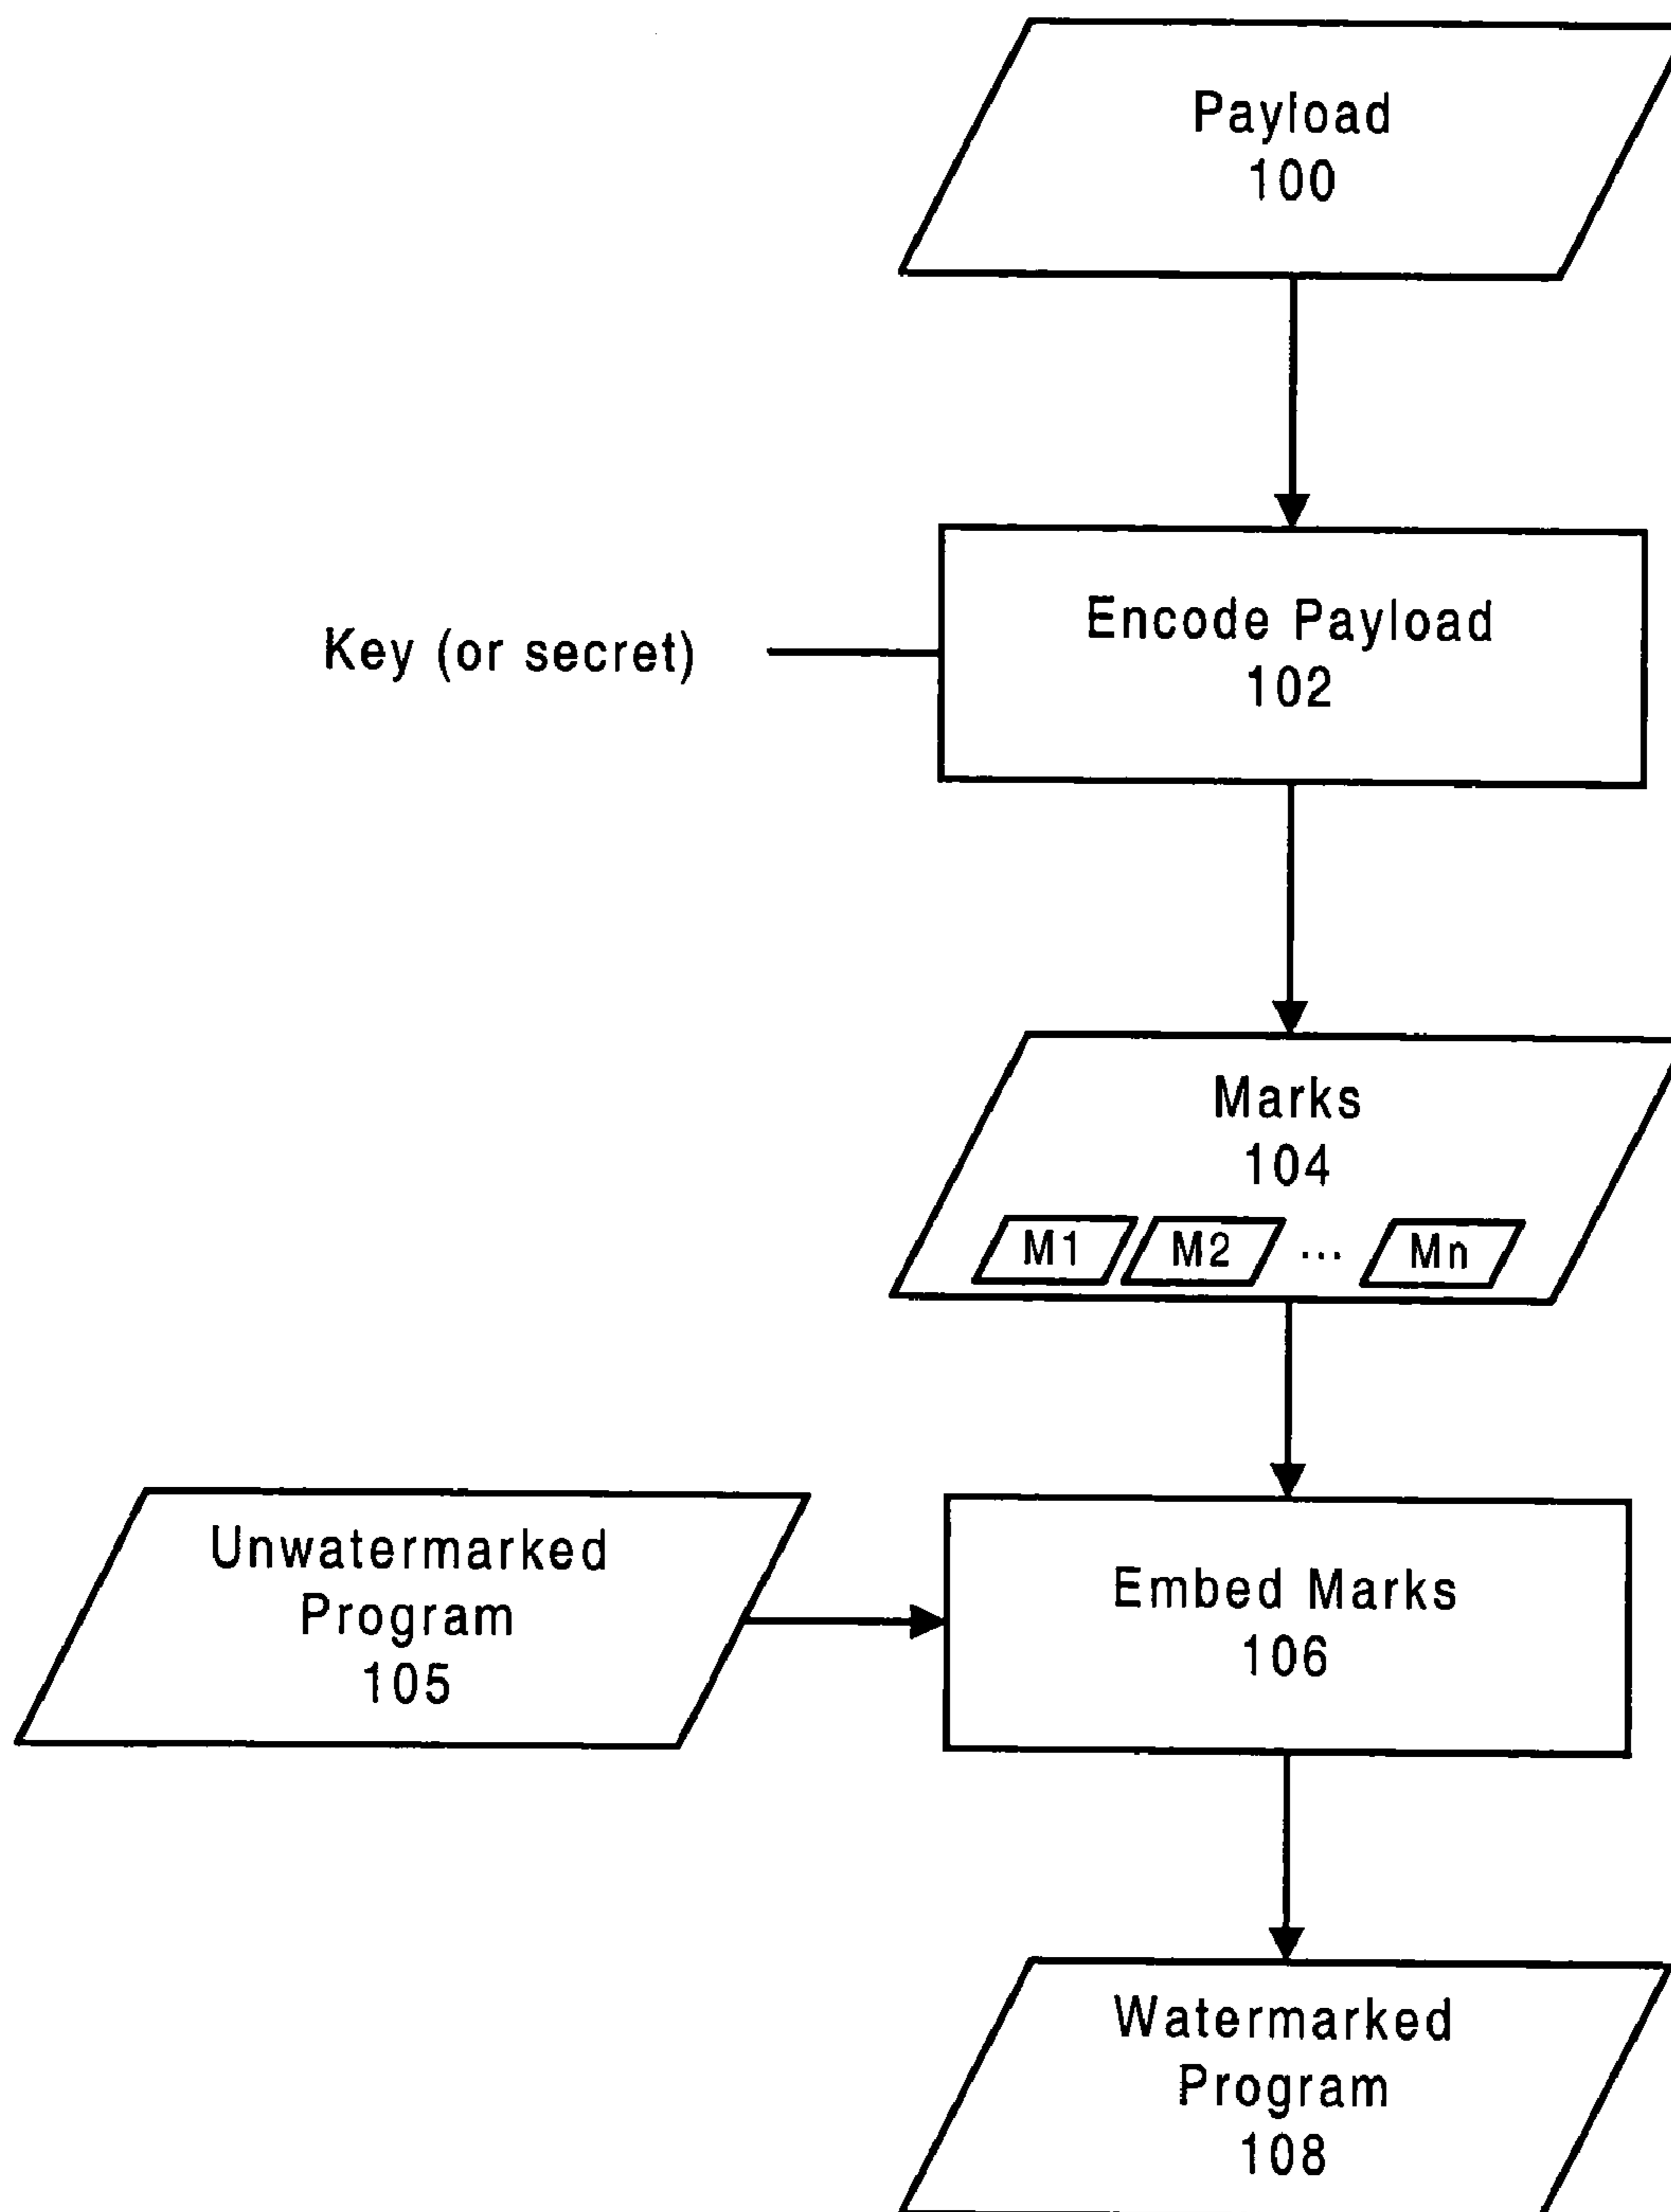 Payload
100
Key (or secret)
Encode Payload
102
Marks
104
M1 M2 ... Mn
Unwatermarked
Program
105
Embed Marks
106
Watermarked
Program
108